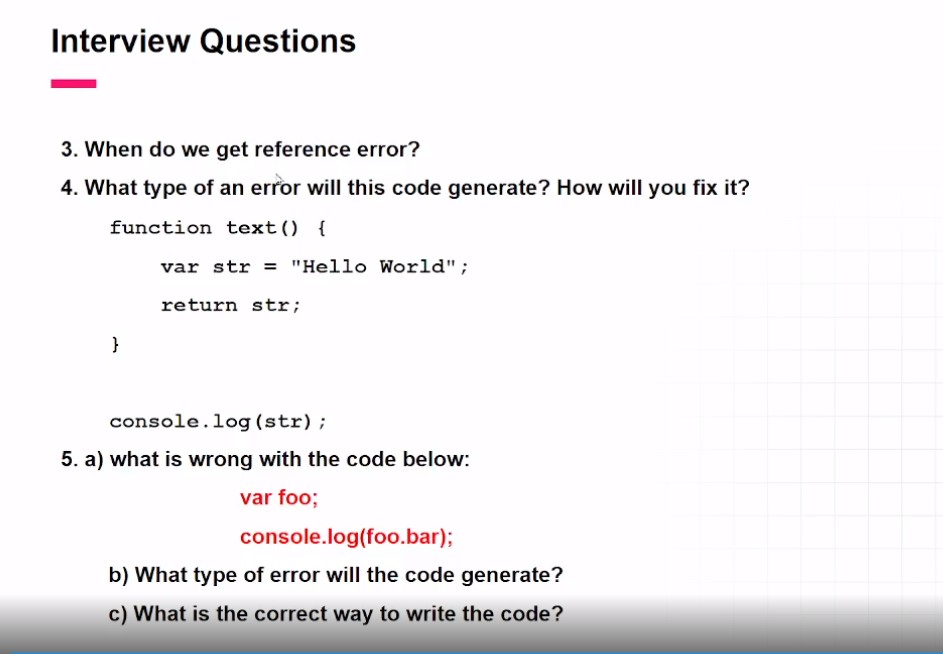 Interview Questions
3. When do we get reference error?
4. What type of an error will this code generate? How will you fix it?
function text() {
var str = "Hello World";
return str;
}
console.log(str);
5. a) what is wrong with the code below:
var foo;
console.log(foo.bar);
b) What type of error will the code generate?
c) What is the correct way to write the code?